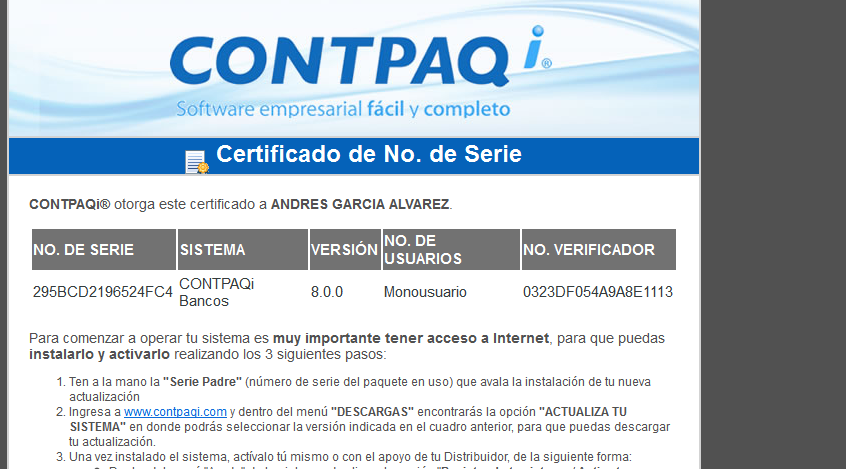 CONTPAQi®
Software empresarial fácil y completo
Certificado de No. de Serie
CONTPAQi® otorga este certificado a ANDRES GARCIA ALVAREZ.
NO. DE SERIE SISTEMA VERSIÓN NO. DE USUARIOS NO. VERIFICADOR
295BCD2196524FC4 CONTPAQi Bancos 8.0.0 Monousuario 0323DF054A9A8E1113
Para comenzar a operar tu sistema es muy importante tener acceso a Internet, para que puedas
instalarlo y activarlo realizando los 3 siguientes pasos:
1. Ten a la mano la "Serie Padre" (número de serie del paquete en uso) que avala la instalación de tu nueva
actualización
2. Ingresa a www.contpaqi.com y dentro del menú "DESCARGAS" encontrarás la opción "ACTUALIZA TU
SISTEMA" en donde podrás seleccionar la versión indicada en el cuadro anterior, para que puedas descargar
tu actualización.
3. Una vez instalado el sistema, actívalo tú mismo o con el apoyo de tu Distribuidor, de la siguiente forma: